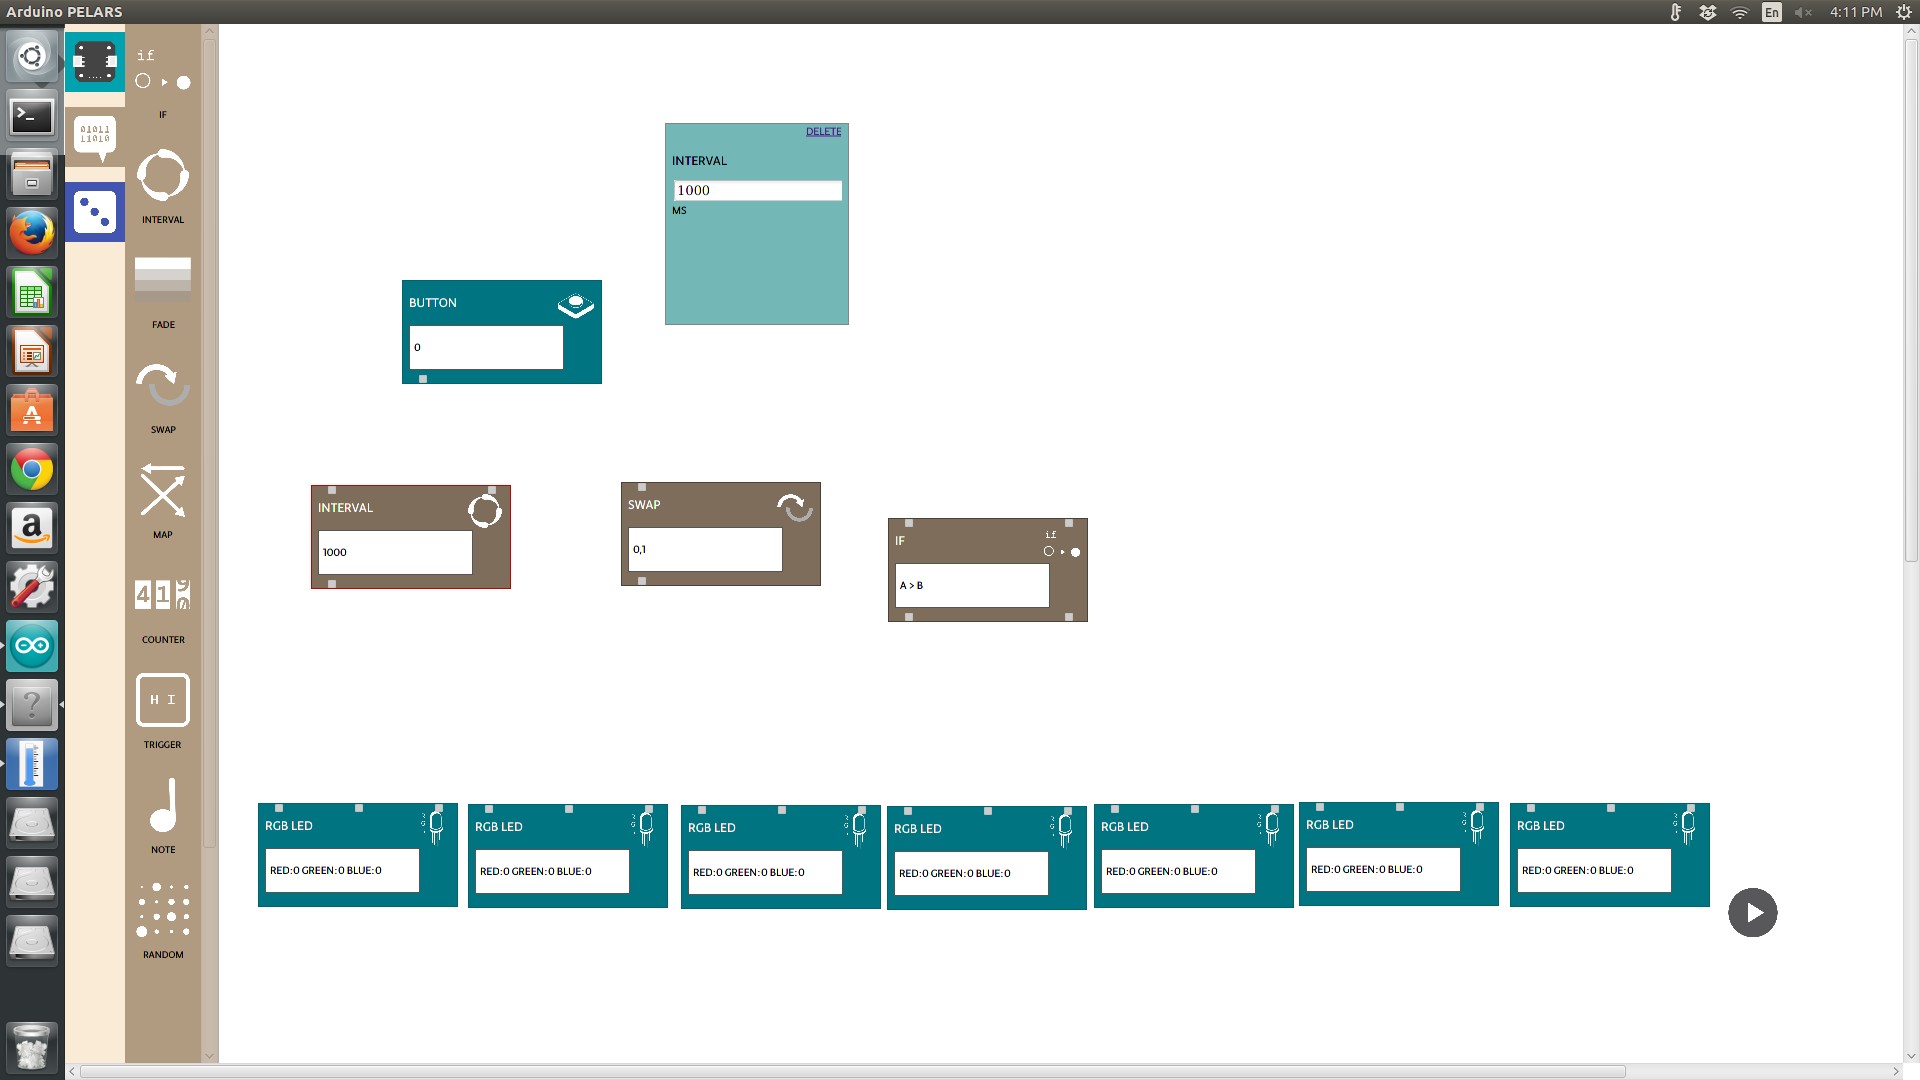 Arduino PELARS
En
4:11 PM
if
IF
01011
11010
INTERVAL
FADE
SWAP
MAP
41
COUNTER
H I
TRIGGER
NOTE
RANDOM
DELETE
INTERVAL
1000
MS
BUTTON
0
INTERVAL
1000
SWAP
0,1
IF
if
A > B
RGB LED
RED:0 GREEN:0 BLUE:0
RGB LED
RED:0 GREEN:0 BLUE:0
RGB LED
RED:0 GREEN:0 BLUE:0
RGB LED
RED:0 GREEN:0 BLUE:0
RGB LED
RED:0 GREEN:0 BLUE:0
RGB LED
RED:0 GREEN:0 BLUE:0
RGB LED
RED:0 GREEN:0 BLUE:0